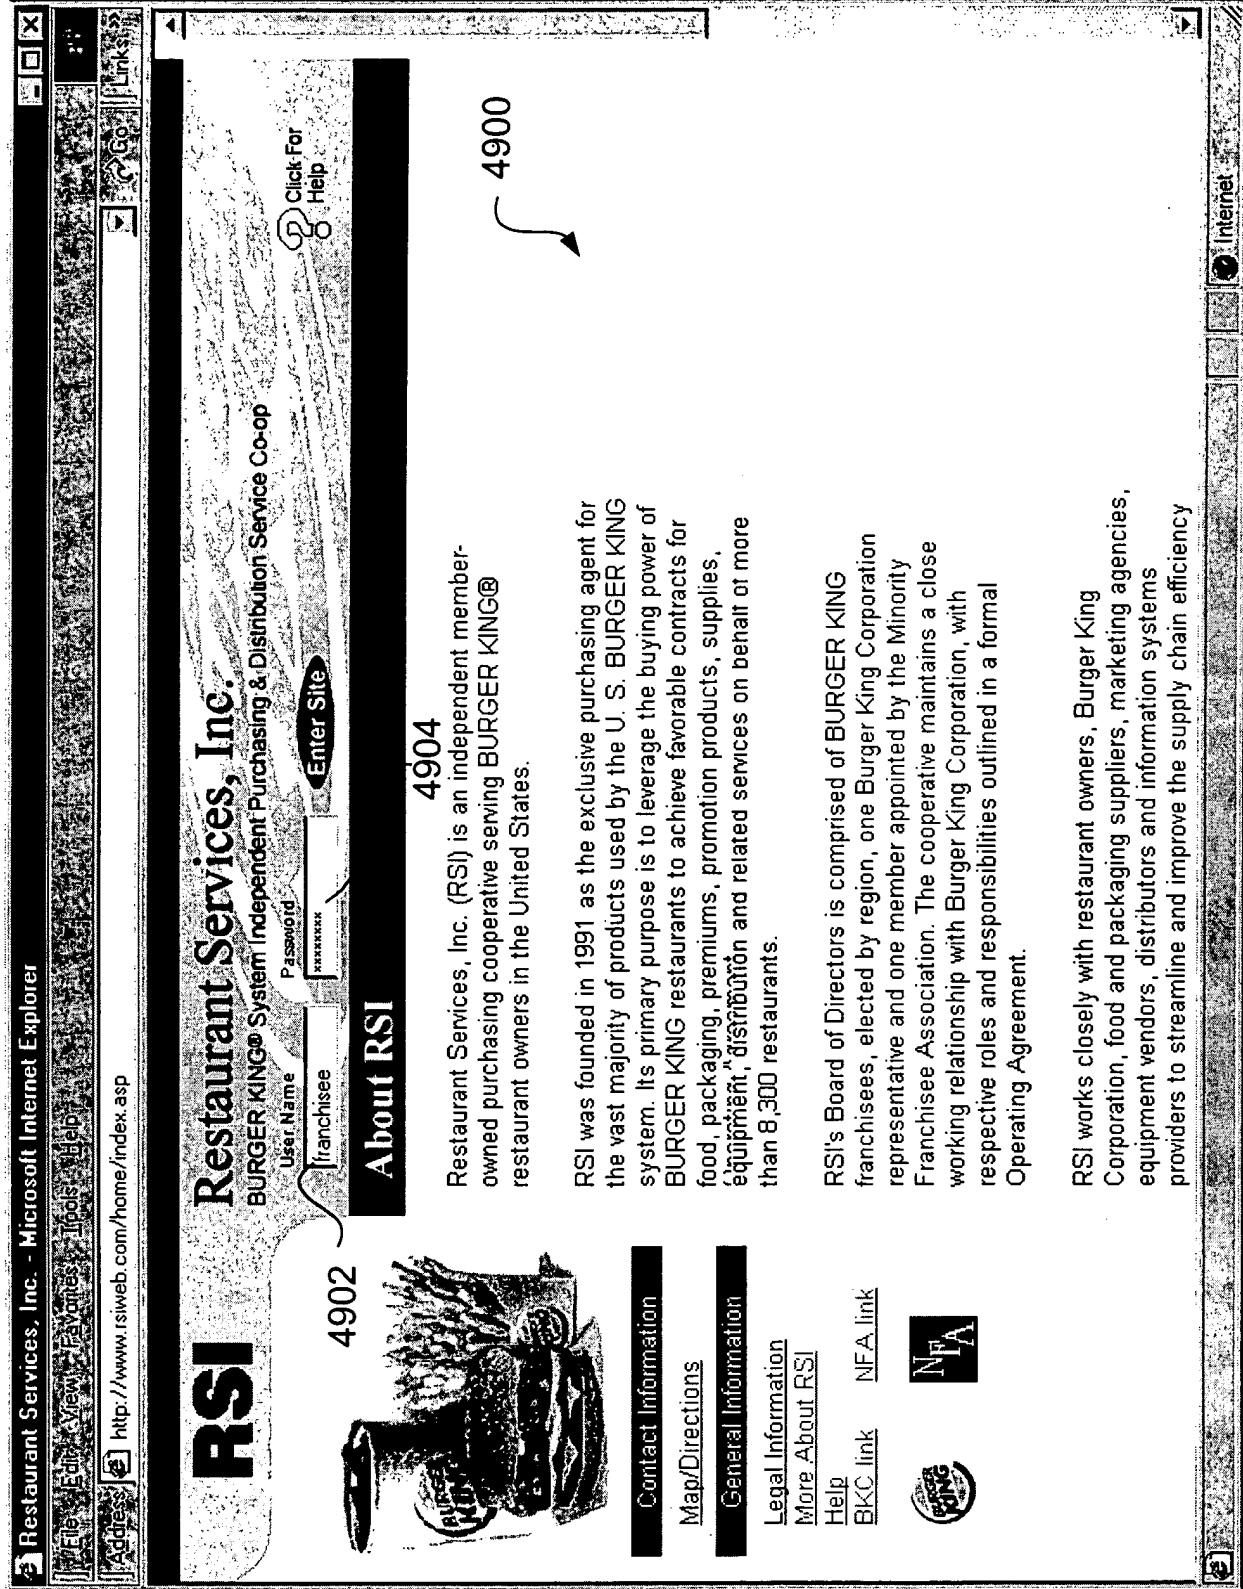 Restaurant Services, Inc. - Microsoft Internet Explorer
File Edit View Favorites Tools Help
Address http://www.rsiweb.com/home/index.asp Go Links »
RSI
Restaurant Services, Inc.
BURGER KING® System Independent Purchasing & Distribution Service Co-op
User Name Password
franchisee xxxxxxxxx Enter Site
Click For
Help
4902
4904
4900
About RSI
Restaurant Services, Inc. (RSI) is an independent member-
owned purchasing cooperative serving BURGER KING®
restaurant owners in the United States.
RSI was founded in 1991 as the exclusive purchasing agent for
the vast majority of products used by the U. S. BURGER KING
system. Its primary purpose is to leverage the buying power of
BURGER KING restaurants to achieve favorable contracts for
food, packaging, premiums, promotion products, supplies,
equipment, distribution and related services on behalf of more
than 8,300 restaurants.
RSI's Board of Directors is comprised of BURGER KING
franchisees, elected by region, one Burger King Corporation
representative and one member appointed by the Minority
Franchisee Association. The cooperative maintains a close
working relationship with Burger King Corporation, with
respective roles and responsibilities outlined in a formal
Operating Agreement.
RSI works closely with restaurant owners, Burger King
Corporation, food and packaging suppliers, marketing agencies,
equipment vendors, distributors and information systems
providers to streamline and improve the supply chain efficiency
BURGER KING
Contact Information
Map/Directions
General Information
Legal Information
More About RSI
Help
BKC link NFA link
BURGER KING
NFA
Internet